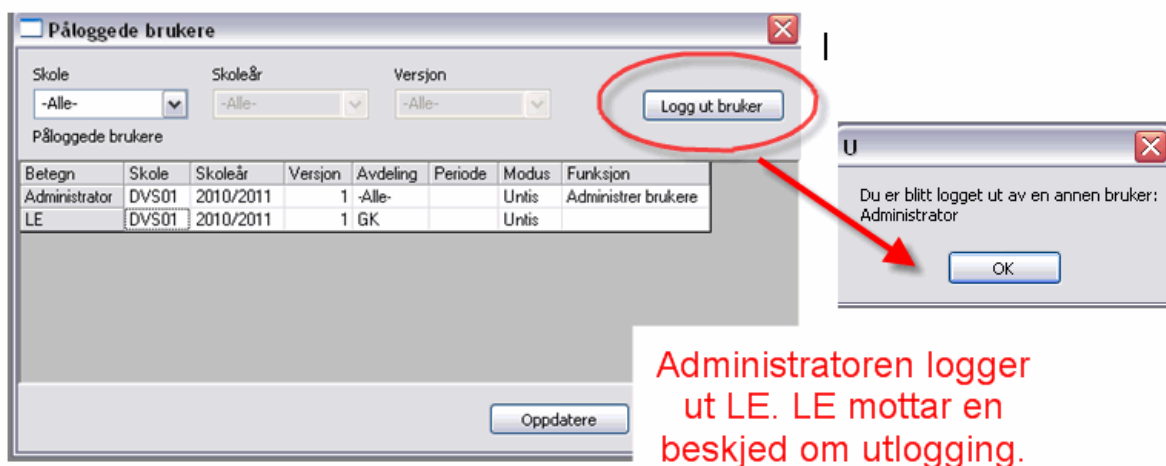 Påloggede brukere
Skole Skoleår Versjon
-Alle- -Alle- -Alle- Logg ut bruker
Påloggede brukere
Betegn Skole Skoleår Versjon Avdeling Periode Modus Funksjon
Administrator DVS01 2010/2011 1 -Alle- Untis Administrer brukere
LE DVS01 2010/2011 1 GK Untis
Oppdatere
U
Du er blitt logget ut av en annen bruker:
Administrator
OK
Administratoren logger
ut LE. LE mottar en
beskjed om utlogging.